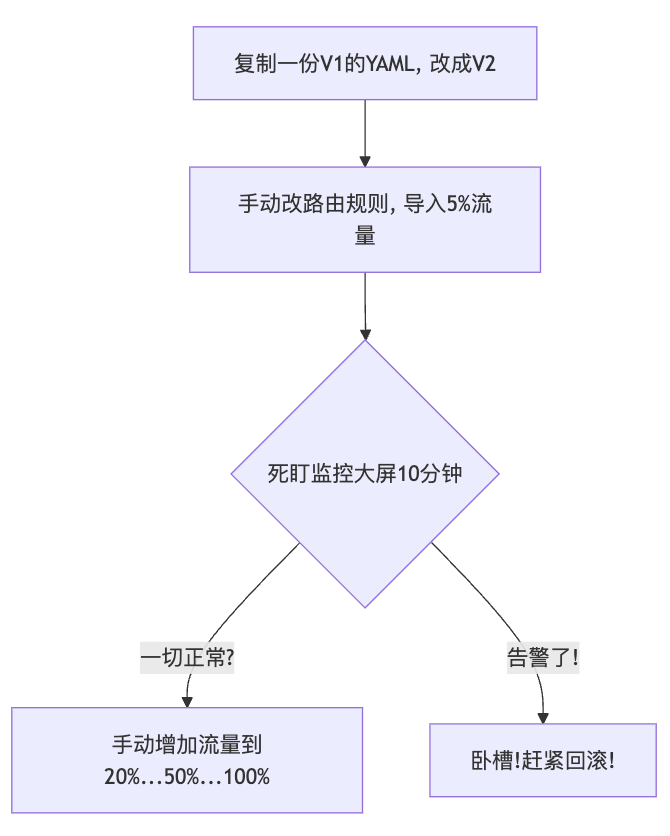 复制一份V1的YAML, 改成V2
手动改路由规则, 导入5%流
量
死盯监控大屏10分钟
一切正常?
告警了!
手动增加流量到
20%...50%...100%
卧槽!赶紧回滚!